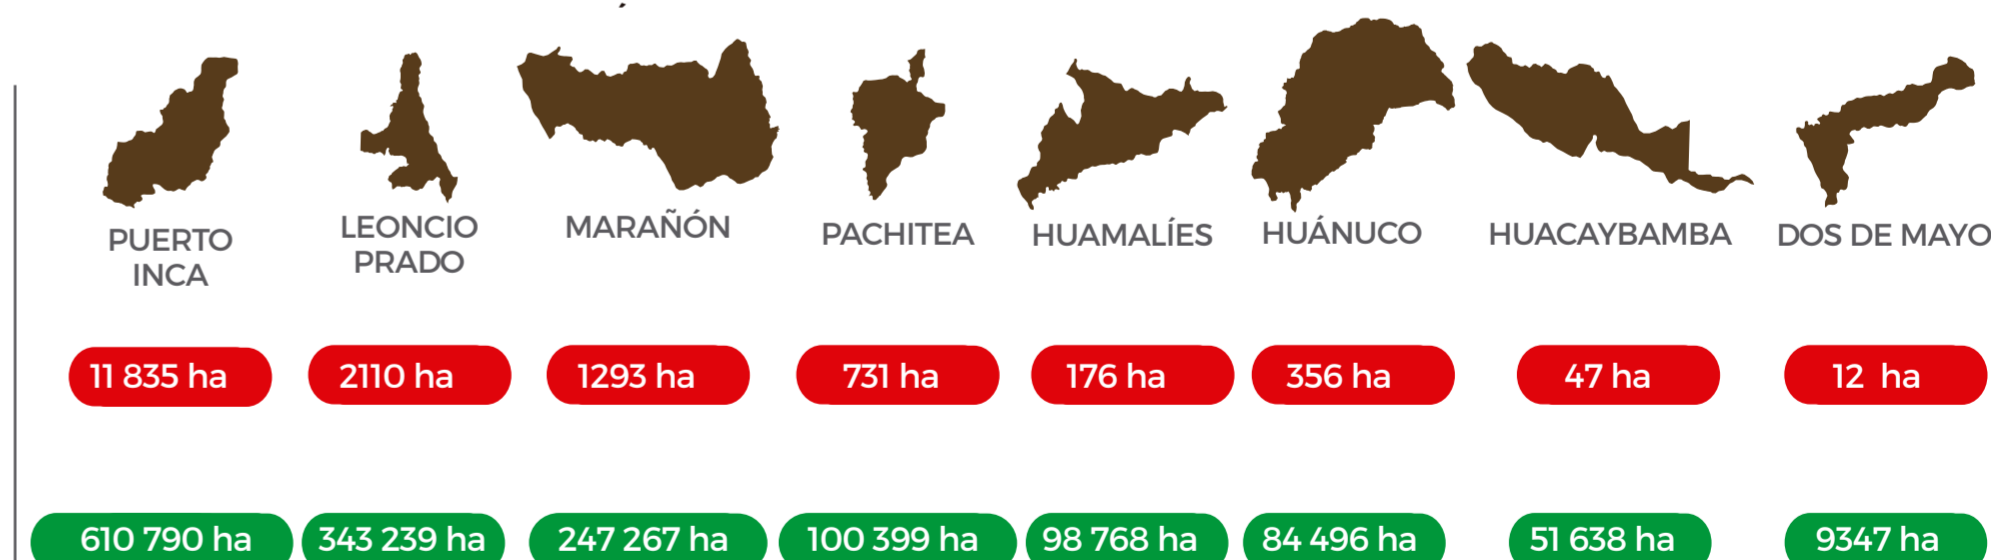 PUERTO
INCA
LEONCIO
PRADO
MARAÑÓN
PACHITEA
HUAMALÍES
HUÁNUCO
HUACAYBAMBA
DOS DE MAYO
11 835 ha
2110 ha
1293 ha
731 ha
176 ha
356 ha
47 ha
12 ha
610 790 ha
343 239 ha
247 267 ha
100 399 ha
98 768 ha
84 496 ha
51 638 ha
9347 ha